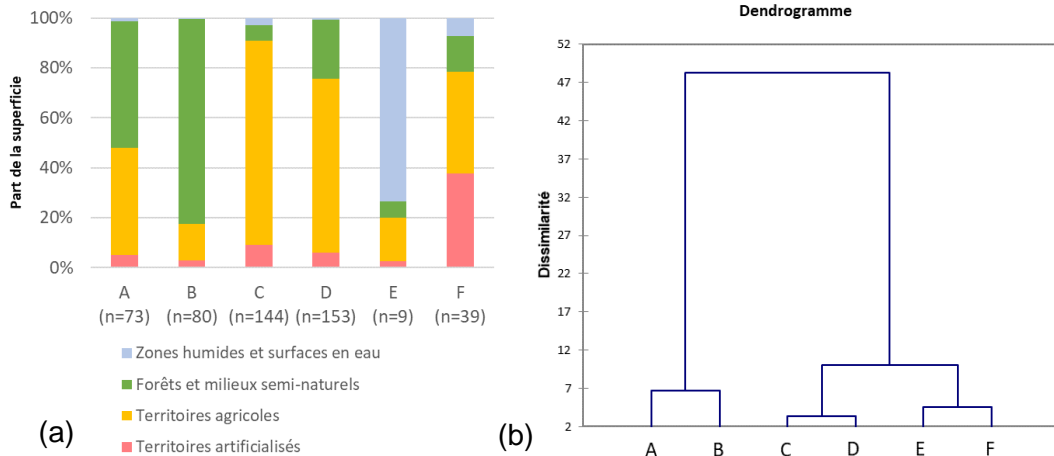 Part de la superficie
100%
80%
60%
40%
20%
0%
A B C D E F
(n=73) (n=80) (n=144) (n=153) (n=9) (n=39)
Zones humides et surfaces en eau
Forêts et milieux semi-naturels
Territoires agricoles
Territoires artificialisés
(a)
Dendrogramme
Dissimilarité
52
47
42
37
32
27
22
17
12
7
2
A B C D E F
(b)